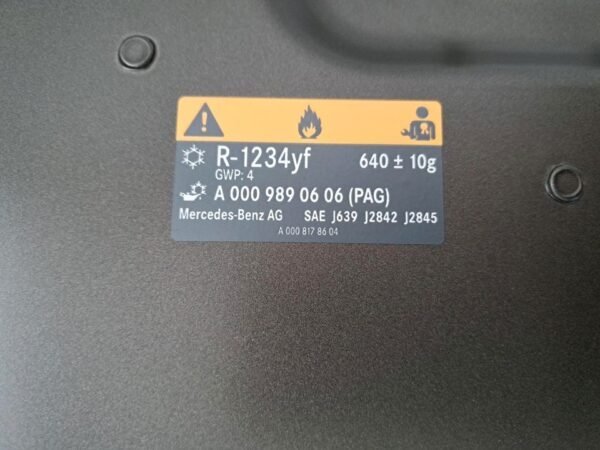 R-1234yf 640 ± 10g
GWP: 4
A 000 989 06 06 (PAG)
Mercedes-Benz AG SAE J639 J2842 J2845
A 000 817 86 04